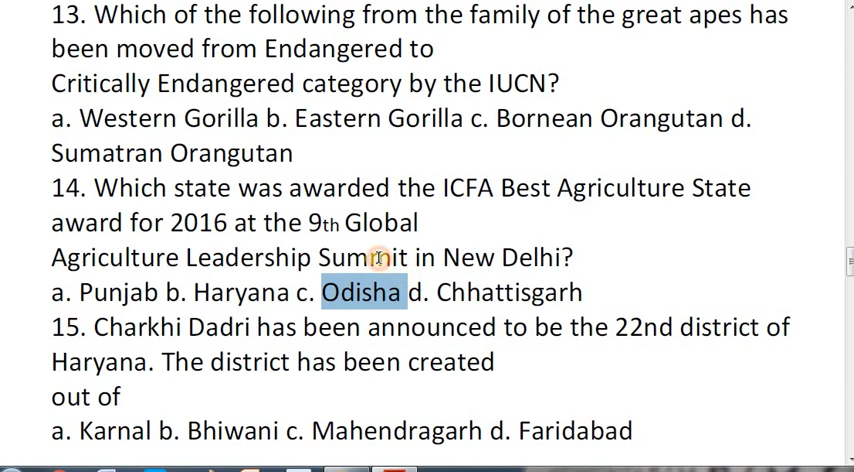 13. Which of the following from the family of the great apes has
been moved from Endangered to
Critically Endangered category by the IUCN?
a. Western Gorilla b. Eastern Gorilla c. Bornean Orangutan d.
Sumatran Orangutan
14. Which state was awarded the ICFA Best Agriculture State
award for 2016 at the 9th Global
Agriculture Leadership Summit in New Delhi?
a. Punjab b. Haryana c. Odisha d. Chhattisgarh
15. Charkhi Dadri has been announced to be the 22nd district of
Haryana. The district has been created
out of
a. Karnal b. Bhiwani c. Mahendragarh d. Faridabad